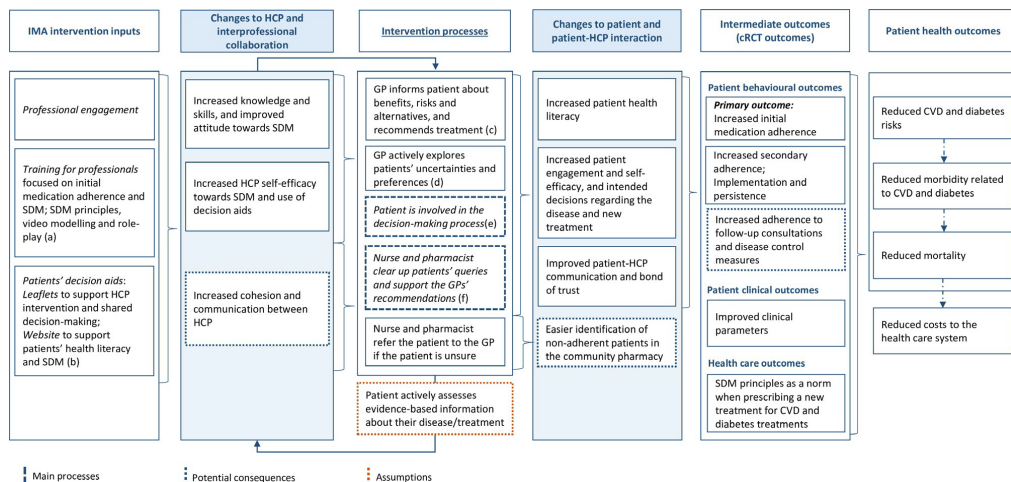 IMA intervention inputs
Professional engagement
Training for professionals
focused on initial
medication adherence and
SDM; SDM principles,
video modelling and role-
play (a)
Patients' decision aids:
Leaflets to support HCP
intervention and shared
decision-making;
Website to support
patients' health literacy
and SDM (b)
Changes to HCP and
interprofessional
collaboration
Increased knowledge and
skills, and improved
attitude towards SDM
Increased HCP self-efficacy
towards SDM and use of
decision aids
Increased cohesion and
communication between
HCP
Intervention processes
GP informs patient about
benefits, risks and
alternatives, and
recommends treatment (c)
GP actively explores
patients' uncertainties and
preferences (d)
Patient is involved in the
decision-making process(e)
Nurse and pharmacist
clear up patients' queries
and support the GPs'
recommendations (f)
Nurse and pharmacist
refer the patient to the GP
if the patient is unsure
Patient actively assesses
evidence-based information
about their disease/treatment
Changes to patient and
patient-HCP interaction
Increased patient health
literacy
Increased patient
engagement and self-
efficacy, and intended
decisions regarding the
disease and new
treatment
Improved patient-HCP
communication and bond
of trust
Easier identification of
non-adherent patients in
the community pharmacy
Intermediate outcomes
(cRCT outcomes)
Patient behavioural outcomes
Primary outcome:
Increased initial
medication adherence
Increased secondary
adherence;
Implementation and
persistence
Increased adherence to
follow-up consultations
and disease control
measures
Patient clinical outcomes
Improved clinical
parameters
Health care outcomes
SDM principles as a norm
when prescribing a new
treatment for CVD and
diabetes treatments
Patient health outcomes
Reduced CVD and diabetes
risks
Reduced morbidity related
to CVD and diabetes
Reduced mortality
Reduced costs to the
health care system
Main processes
Potential consequences
Assumptions